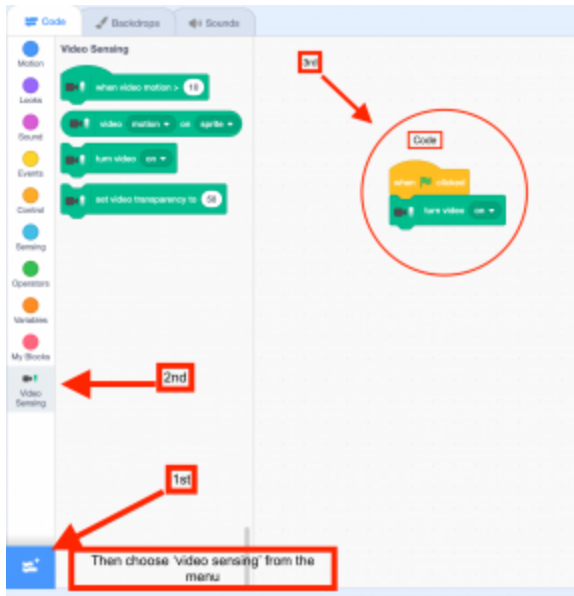 Code Backdrops Sounds
Motion
Looks
Sound
Events
Control
Sensing
Operators
Variables
My Blocks
Video
Sensing
Video Sensing
when video motion > 10
video motion on sprite
turn video on
set video transparency to 50
3rd
Code
when clicked
turn video on
2nd
1st
Then choose 'video sensing' from the
menu